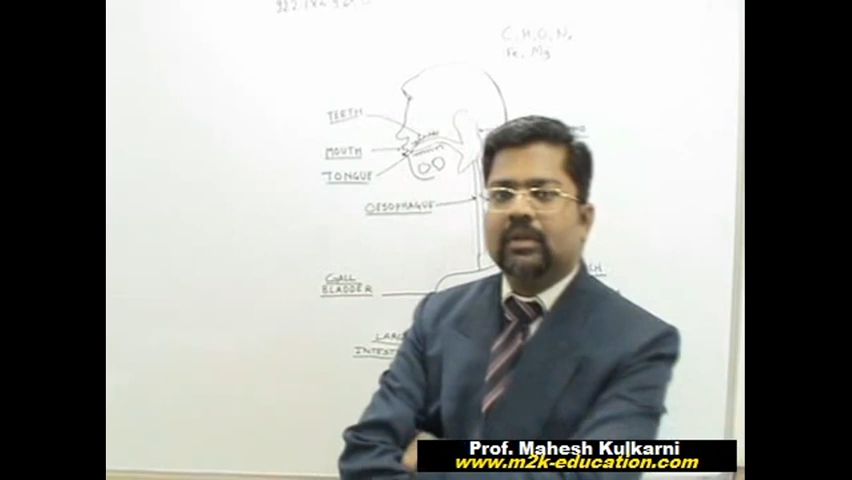 C, H, O, N,
Fe, Mg
TEETH
MOUTH
TONGUE
OESOPHAGUE
GALL
BLADDER
Prof. Mahesh Kulkarni
www.m2k-education.com